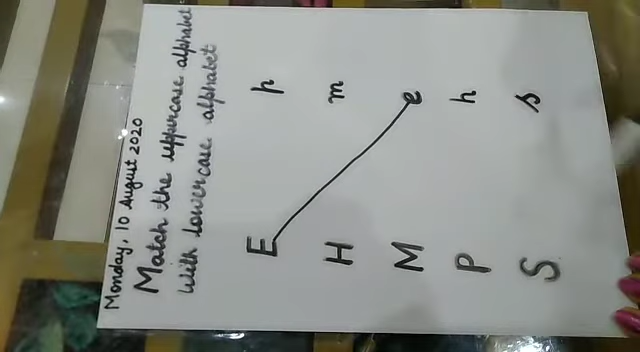 Monday, 10 August 2020
Match the uppercase alphabet
with lowercase alphabet
E p
H m
M e
P h
S s